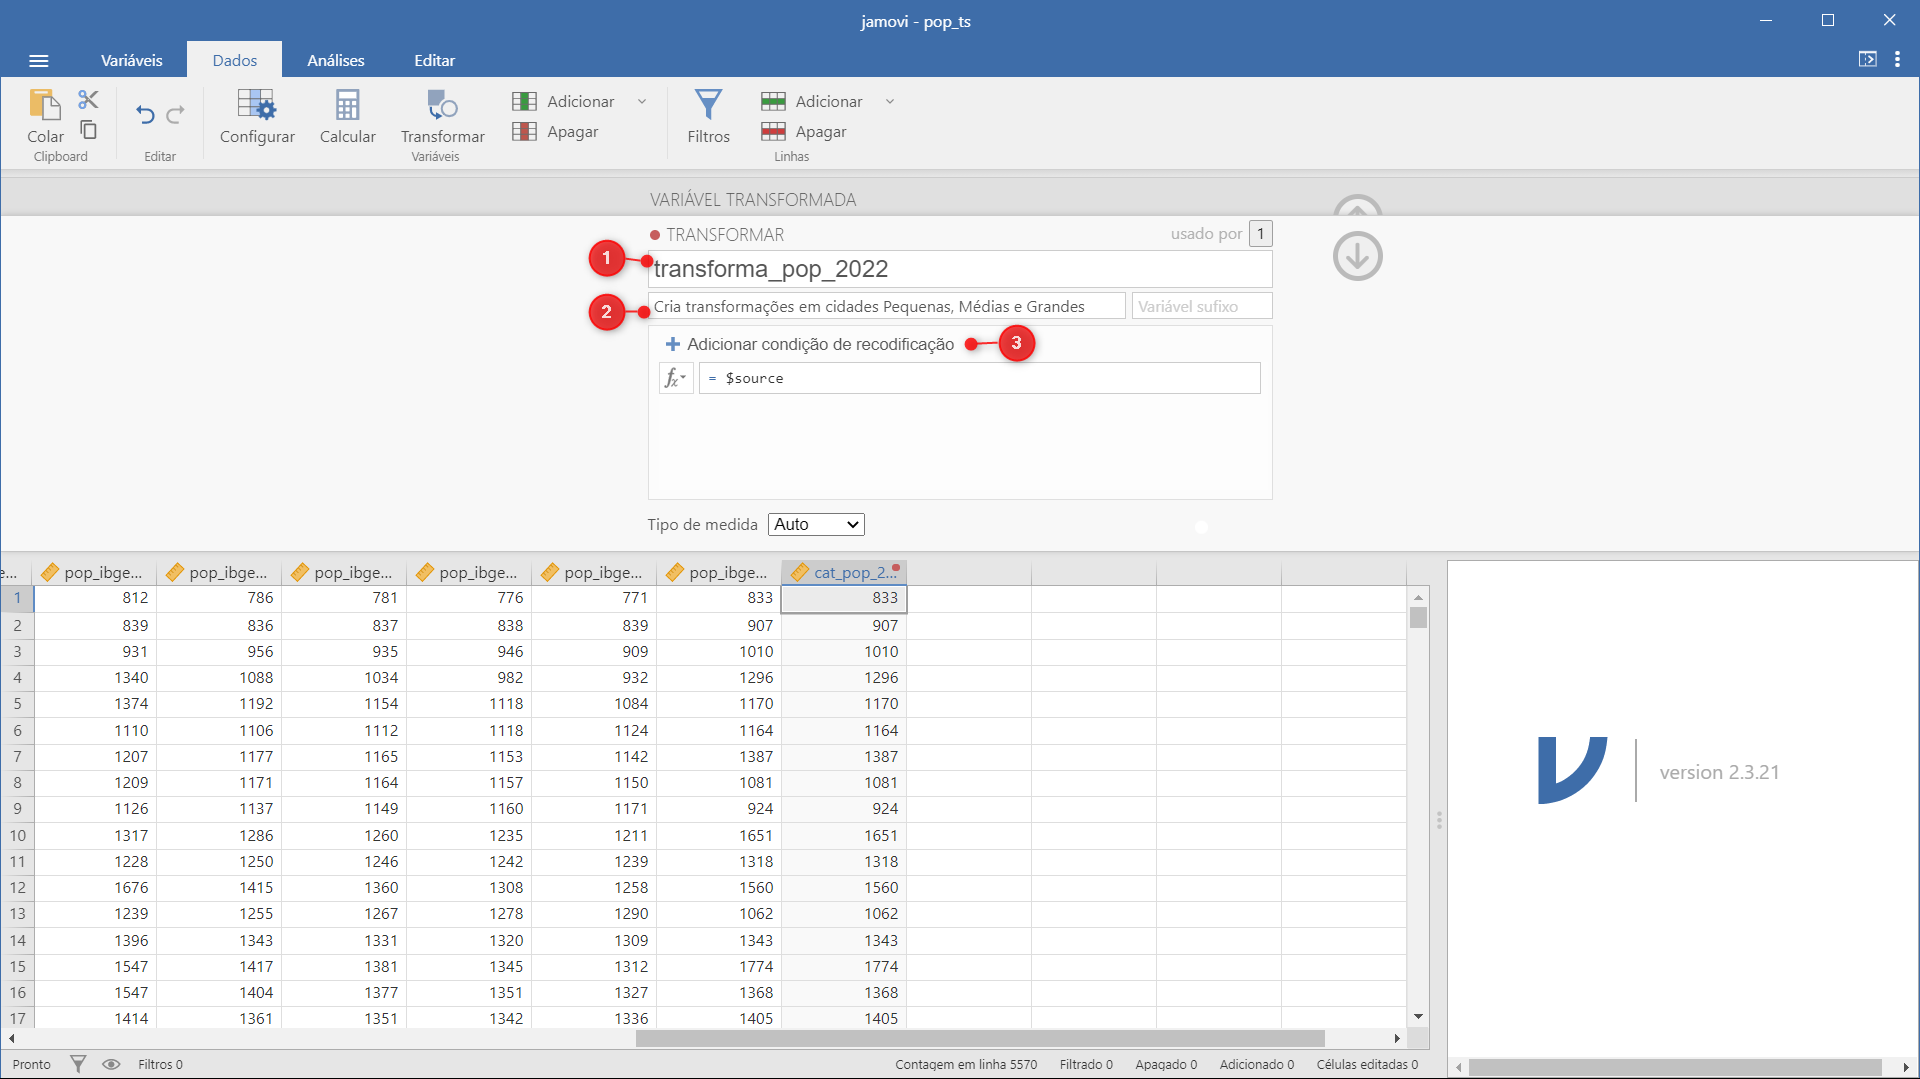 jamovi - pop_ts
Variáveis Dados Análises Editar
Colar
Clipboard
Editar
Configurar Calcular Transformar
Variáveis
Adicionar
Apagar
Filtros
Adicionar
Apagar
Linhas
VARIÁVEL TRANSFORMADA
TRANSFORMAR usado por 1
1 transforma_pop_2022
2 Cria transformações em cidades Pequenas, Médias e Grandes Variável sufixo
+ Adicionar condição de recodificação 3
fx = $source
Tipo de medida Auto
e... pop_ibge... pop_ibge... pop_ibge... pop_ibge... pop_ibge... pop_ibge... cat_pop_2...
1 812 786 781 776 771 833 833
2 839 836 837 838 839 907 907
3 931 956 935 946 909 1010 1010
4 1340 1088 1034 982 932 1296 1296
5 1374 1192 1154 1118 1084 1170 1170
6 1110 1106 1112 1118 1124 1164 1164
7 1207 1177 1165 1153 1142 1387 1387
8 1209 1171 1164 1157 1150 1081 1081
9 1126 1137 1149 1160 1171 924 924
10 1317 1286 1260 1235 1211 1651 1651
11 1228 1250 1246 1242 1239 1318 1318
12 1676 1415 1360 1308 1258 1560 1560
13 1239 1255 1267 1278 1290 1062 1062
14 1396 1343 1331 1320 1309 1343 1343
15 1547 1417 1381 1345 1312 1774 1774
16 1547 1404 1377 1351 1327 1368 1368
17 1414 1361 1351 1342 1336 1405 1405
version 2.3.21
Pronto Filtros 0 Contagem em linha 5570 Filtrado 0 Apagado 0 Adicionado 0 Células editadas 0